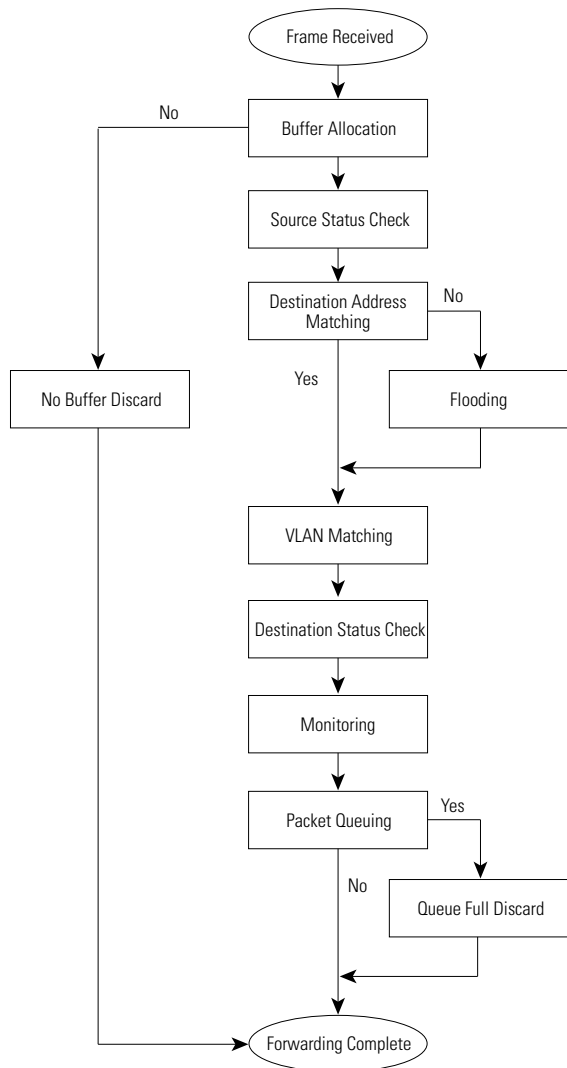 Frame Received
No
Buffer Allocation
Source Status Check
Destination Address
Matching
No
Yes
No Buffer Discard
Flooding
VLAN Matching
Destination Status Check
Monitoring
Packet Queuing
Yes
No
Queue Full Discard
Forwarding Complete